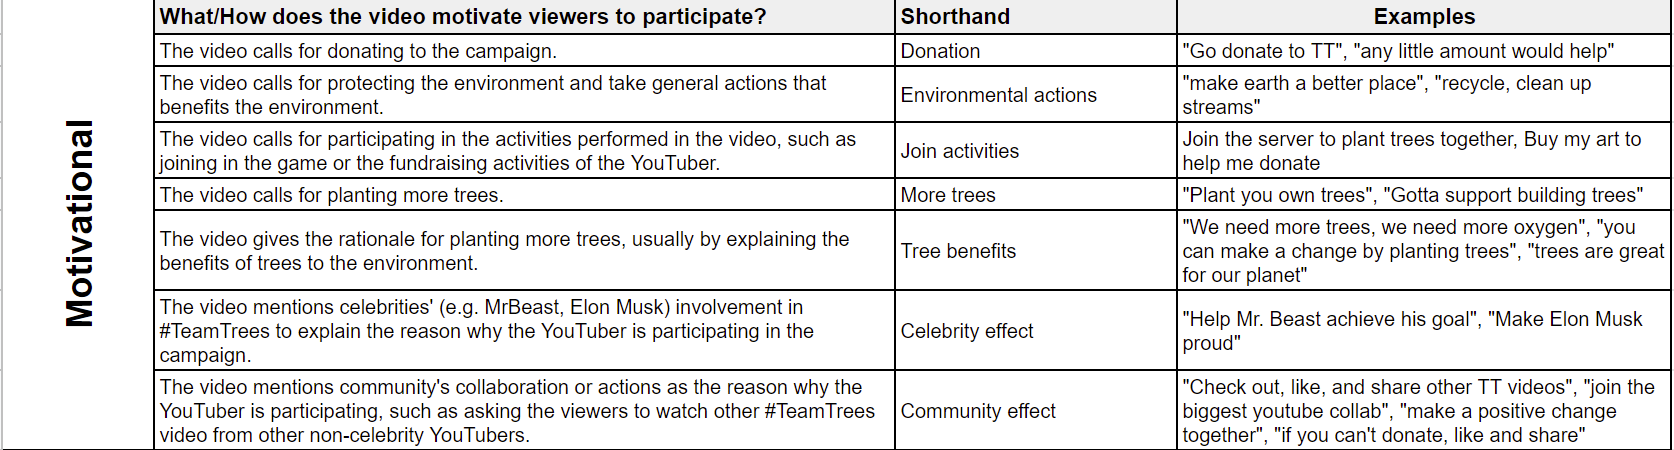 What/How does the video motivate viewers to participate?
Shorthand
Examples
Motivational
The video calls for donating to the campaign.
Donation
"Go donate to TT", "any little amount would help"
The video calls for protecting the environment and take general actions that
benefits the environment.
Environmental actions
"make earth a better place", "recycle, clean up
streams"
The video calls for participating in the activities performed in the video, such as
joining in the game or the fundraising activities of the YouTuber.
Join activities
Join the server to plant trees together, Buy my art to
help me donate
The video calls for planting more trees.
More trees
"Plant you own trees", "Gotta support building trees"
The video gives the rationale for planting more trees, usually by explaining the
benefits of trees to the environment.
Tree benefits
"We need more trees, we need more oxygen", "you
can make a change by planting trees", "trees are great
for our planet"
The video mentions celebrities' (e.g. MrBeast, Elon Musk) involvement in
#TeamTrees to explain the reason why the YouTuber is participating in the
campaign.
Celebrity effect
"Help Mr. Beast achieve his goal", "Make Elon Musk
proud"
The video mentions community's collaboration or actions as the reason why the
YouTuber is participating, such as asking the viewers to watch other #TeamTrees
video from other non-celebrity YouTubers.
Community effect
"Check out, like, and share other TT videos", "join the
biggest youtube collab", "make a positive change
together", "if you can't donate, like and share"